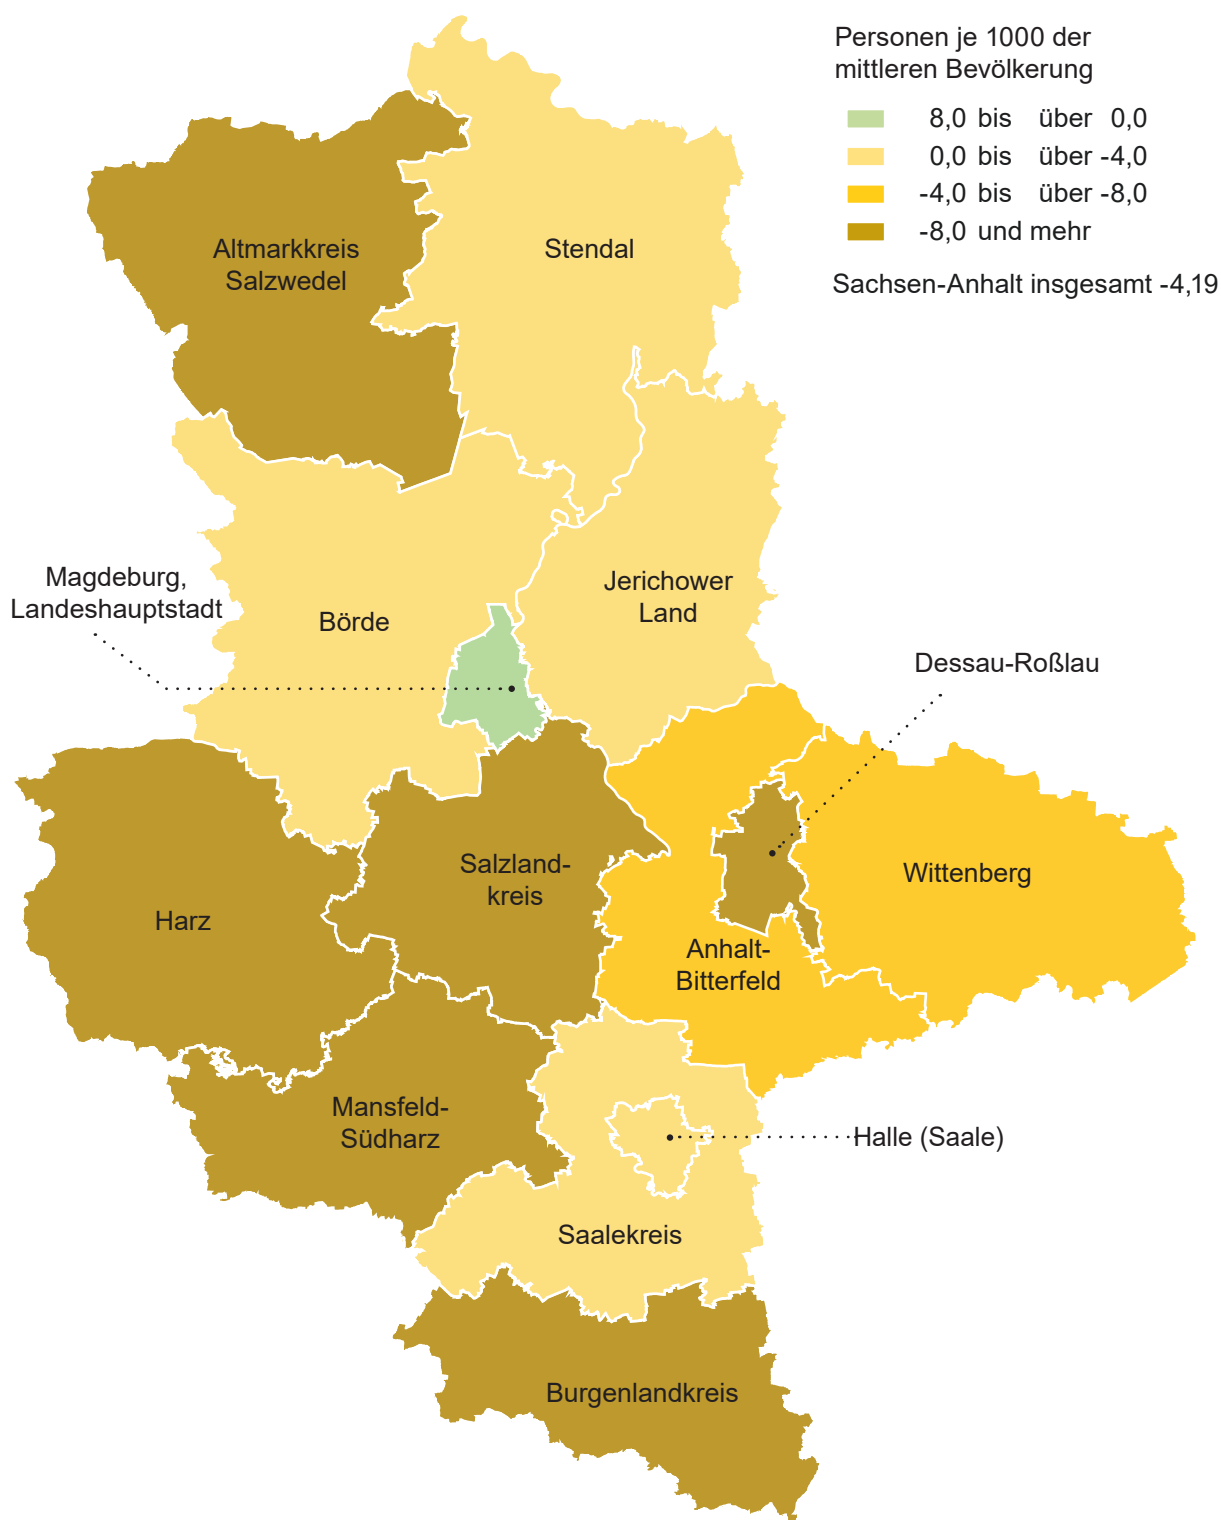 Personen je 1000 der
mittleren Bevölkerung
8,0 bis über 0,0
0,0 bis über -4,0
-4,0 bis über -8,0
-8,0 und mehr
Sachsen-Anhalt insgesamt -4,19
Altmarkkreis
Salzwedel
Stendal
Magdeburg,
Landeshauptstadt
Börde
Jerichower
Land
Dessau-Roßlau
Harz
Salzland-
kreis
Wittenberg
Anhalt-
Bitterfeld
Mansfeld-
Südharz
Halle (Saale)
Saalekreis
Burgenlandkreis